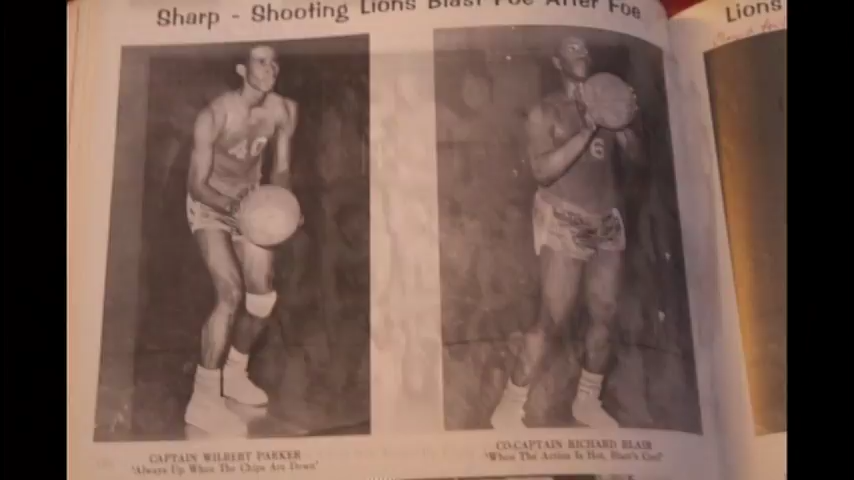 Sharp - Shooting Lions Blast Foe After Foe
Lions
40
6
CAPTAIN WILBERT PARKER
'Always Up When The Chips Are Down'
CO-CAPTAIN RICHARD BLAIR
'When The Action Is Hot, Blair's Cool'